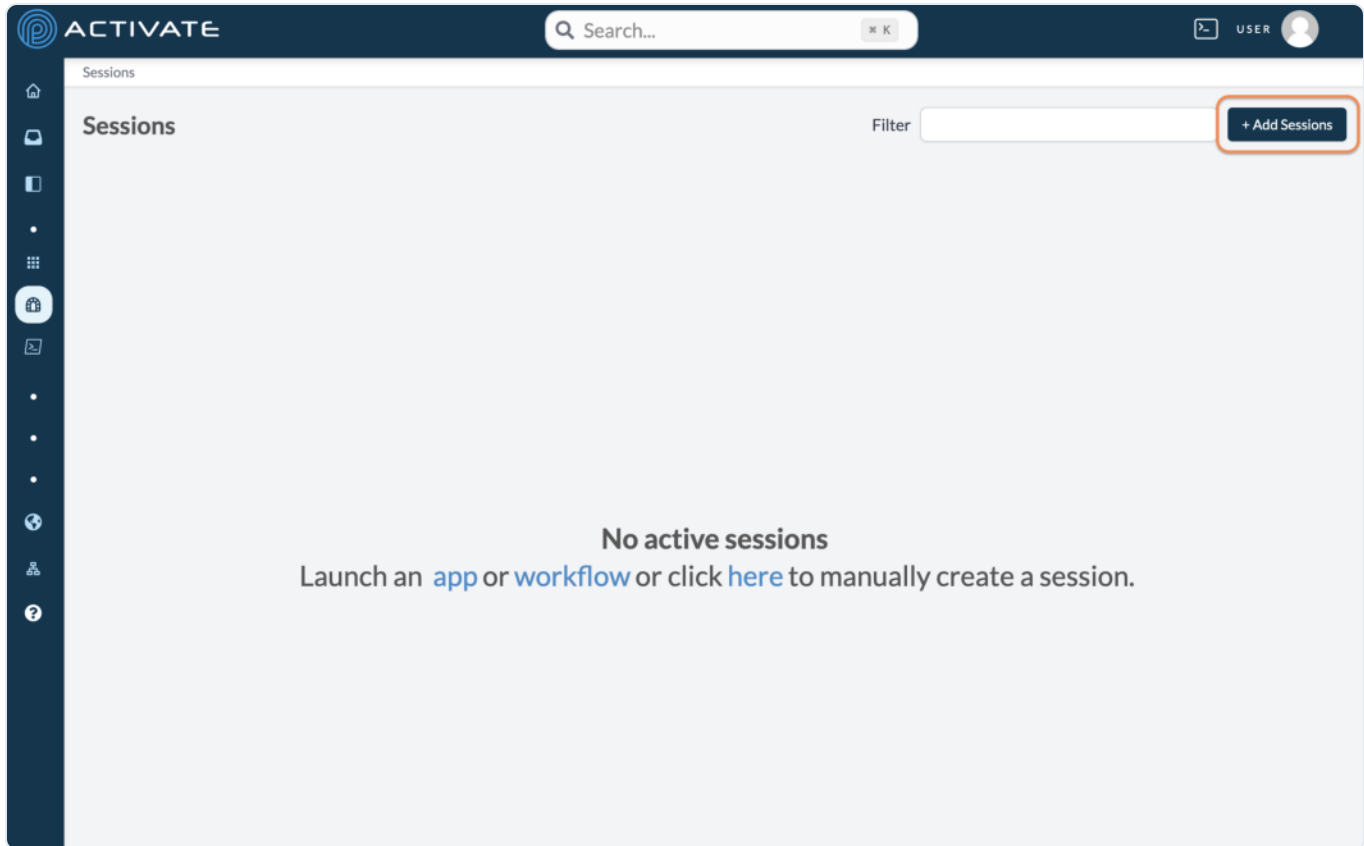 ACTIVATE
Search...
⌘ K
USER
Sessions
Sessions
Filter
+ Add Sessions
No active sessions
Launch an app or workflow or click here to manually create a session.